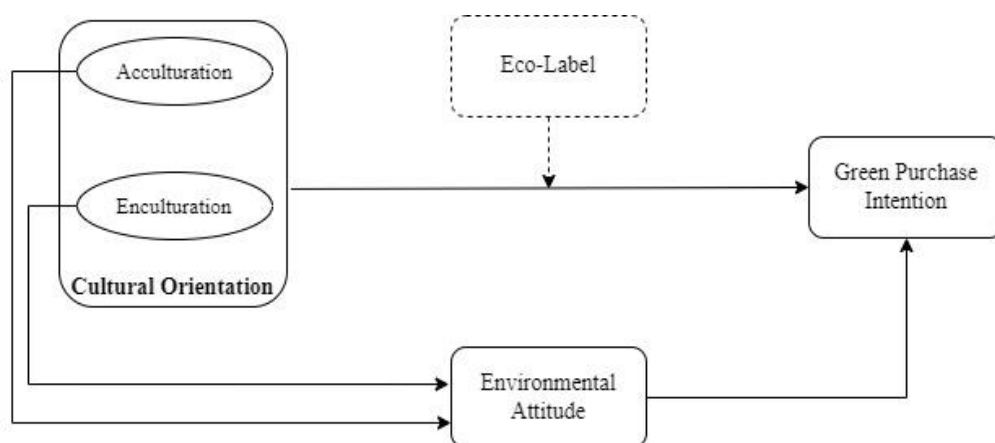 Acculturation
Eco-Label
Enculturation
Green Purchase
Intention
Cultural Orientation
Environmental
Attitude